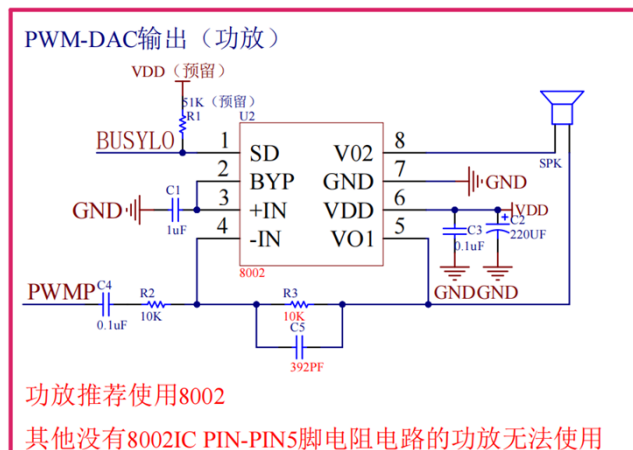 PWM-DAC输出（功放）
VDD（预留）
51K（预留）
R1
U2
BUSYLO
1
SD
V02
8
SPK
2
BYP
GND
7
GND
GND
C1
1uF
3
+IN
VDD
6
VDD
4
-IN
VO1
5
C3
0.1uF
C2
220UF
8002
GND
GND
PWMP
C4
0.1uF
R2
10K
R3
10K
C5
392PF
功放推荐使用8002
其他没有8002IC PIN-PIN5脚电阻电路的功放无法使用